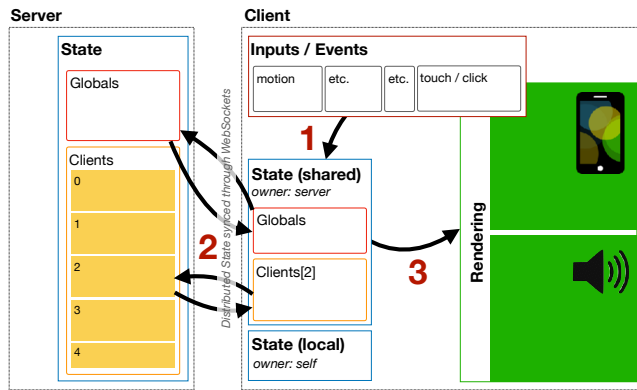 Server
State
Globals
Clients
0
1
2
3
4
Distributed State synced through WebSockets
2
Client
Inputs / Events
motion
etc.
etc.
touch / click
1
State (shared)
owner: server
Globals
Clients[2]
3
State (local)
owner: self
Rendering